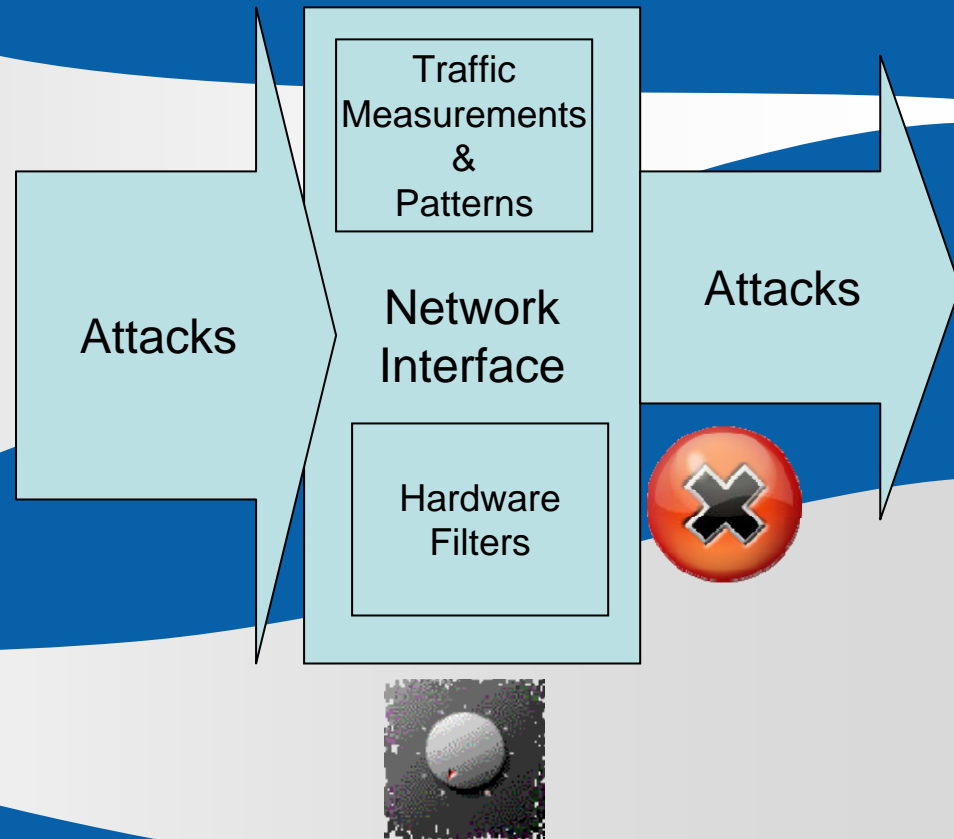 Attacks
Traffic
Measurements
&
Patterns
Network
Interface
Hardware
Filters
Attacks